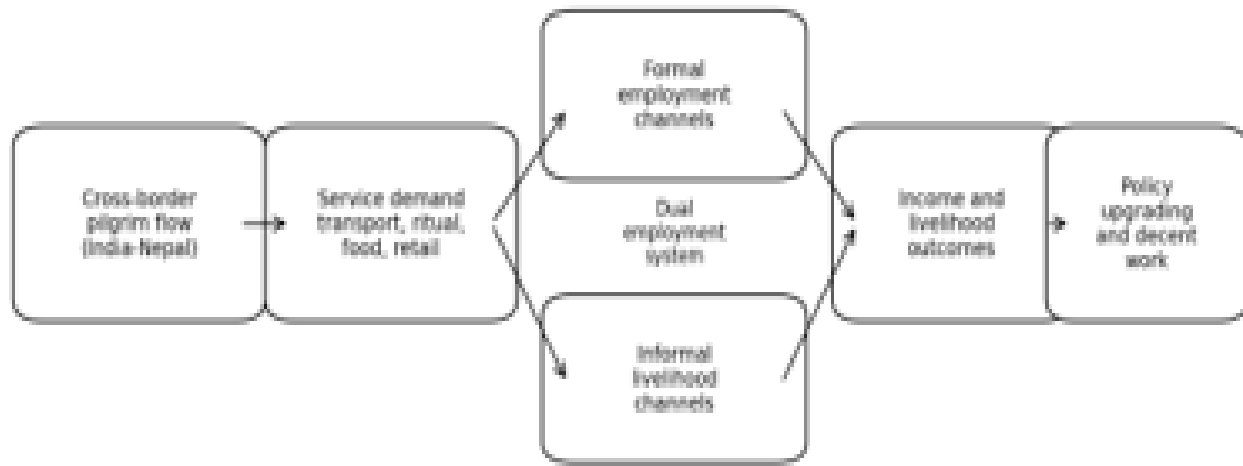 Cross-border
pilgrim flow
(India-Nepal)
Service demand
transport, ritual,
food, retail
Formal
employment
channels
Dual
employment
system
Informal
livelihood
channels
Income and
livelihood
outcomes
Policy
upgrading
and decent
work